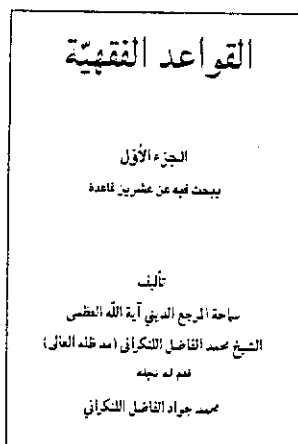 القواعد الفقهيّة
الجزء الأوّل
يبحث فيه عن عشرين قاعدة
تأليف
سماحة المرجع الديني آية الله العظمى
الشيخ محمد الفاضل اللنكراني (مد ظله العالى)
قدم له نجله
محمد جواد الفاضل اللنكراني